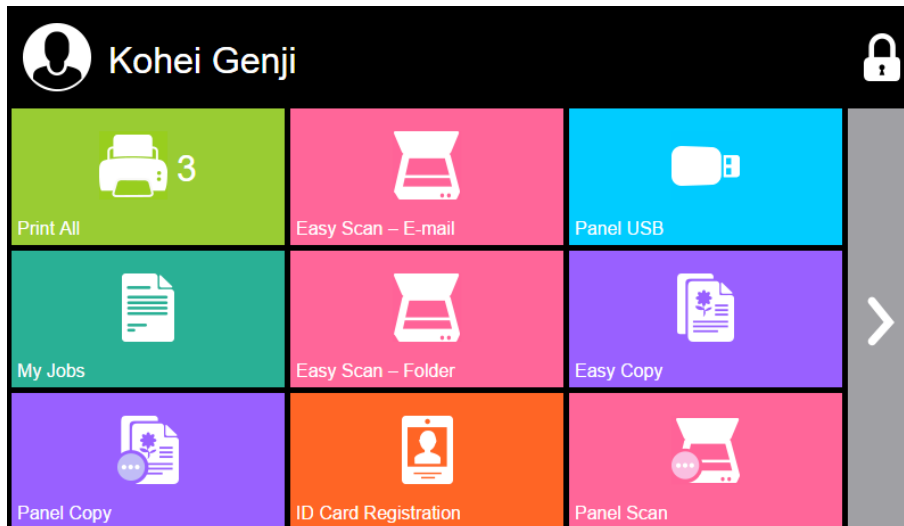 Kohei Genji
3
Print All
Easy Scan – E-mail
Panel USB
My Jobs
Easy Scan – Folder
Easy Copy
Panel Copy
ID Card Registration
Panel Scan